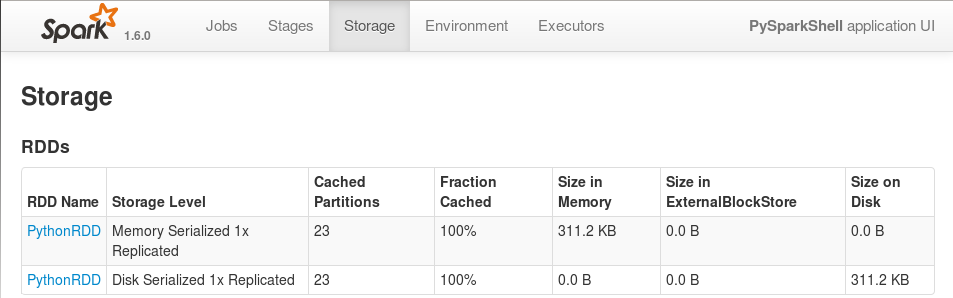 Spark 1.6.0 Jobs Stages Storage Environment Executors PySparkShell application UI
Storage
RDDs
RDD Name Storage Level Cached Partitions Fraction Cached Size in Memory Size in ExternalBlockStore Size on Disk
PythonRDD Memory Serialized 1x Replicated 23 100% 311.2 KB 0.0 B 0.0 B
PythonRDD Disk Serialized 1x Replicated 23 100% 0.0 B 0.0 B 311.2 KB